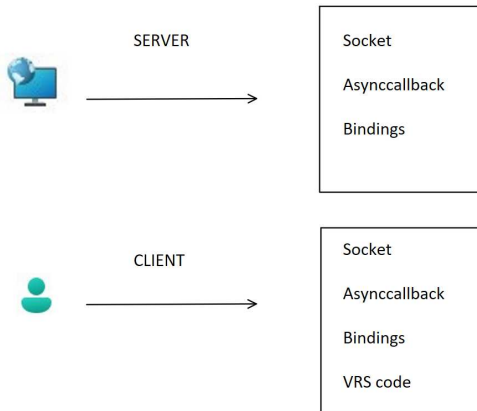 SERVER
Socket
Asynccallback
Bindings
CLIENT
Socket
Asynccallback
Bindings
VRS code